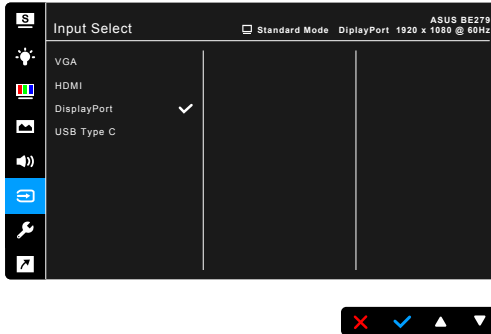 S
ASUS BE279
Input Select
Standard Mode DiplayPort 1920 x 1080 @ 60Hz
VGA
HDMI
DisplayPort
USB Type C